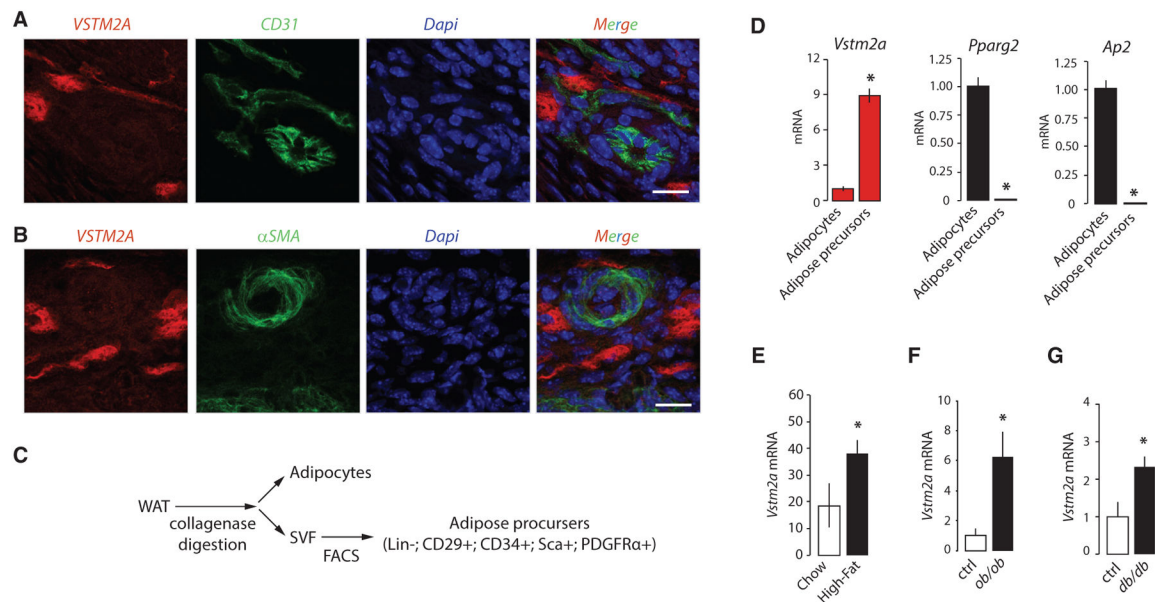 A
VSTM2A CD31 Dapi Merge
B
VSTM2A αSMA Dapi Merge
C
WAT
collagenase
digestion
Adipocytes
SVF
FACS
Adipose procursers
(Lin-; CD29+; CD34+; Sca+; PDGFRα+)
D
Vstm2a
mRNA
9
6
3
0
12
*
Adipocytes
Adipose precursors
Pparg2
mRNA
1.25
1.00
0.75
0.50
0.25
0
*
Adipocytes
Adipose precursors
Ap2
mRNA
1.2
1.0
0.75
0.5
0.25
0
*
Adipocytes
Adipose precursors
E
Vstm2a mRNA
60
50
40
30
20
10
0
*
Chow
High-Fat
F
Vstm2a mRNA
10
8
6
4
2
0
*
ctrl
ob/ob
G
Vstm2a mRNA
4
3
2
1
0
*
ctrl
db/db